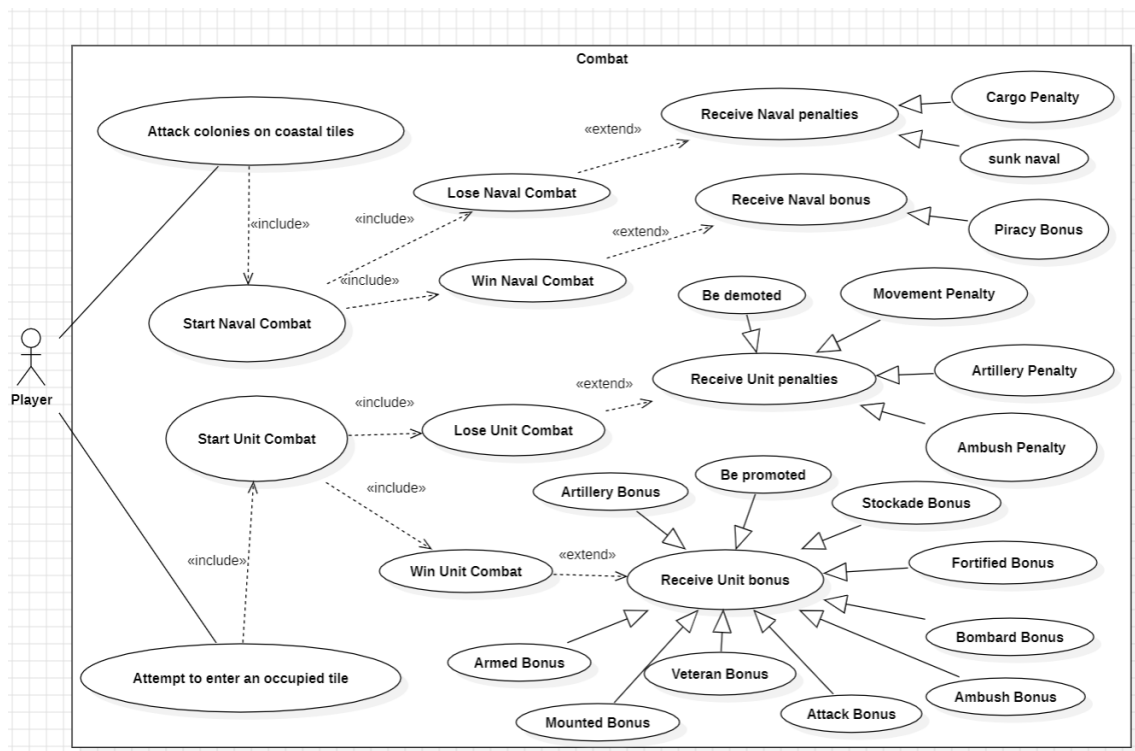 Combat
Cargo Penalty
Receive Naval penalties
Attack colonies on coastal tiles
«extend»
sunk naval
Lose Naval Combat
Receive Naval bonus
«include»
«include»
«extend»
Piracy Bonus
«include»
Win Naval Combat
Be demoted
Movement Penalty
Start Naval Combat
Receive Unit penalties
Artillery Penalty
«extend»
Player
«include»
Start Unit Combat
Lose Unit Combat
Ambush Penalty
Be promoted
«include»
Artillery Bonus
Stockade Bonus
«include»
«extend»
Win Unit Combat
Receive Unit bonus
Fortified Bonus
Bombard Bonus
Armed Bonus
Veteran Bonus
Attempt to enter an occupied tile
Ambush Bonus
Mounted Bonus
Attack Bonus